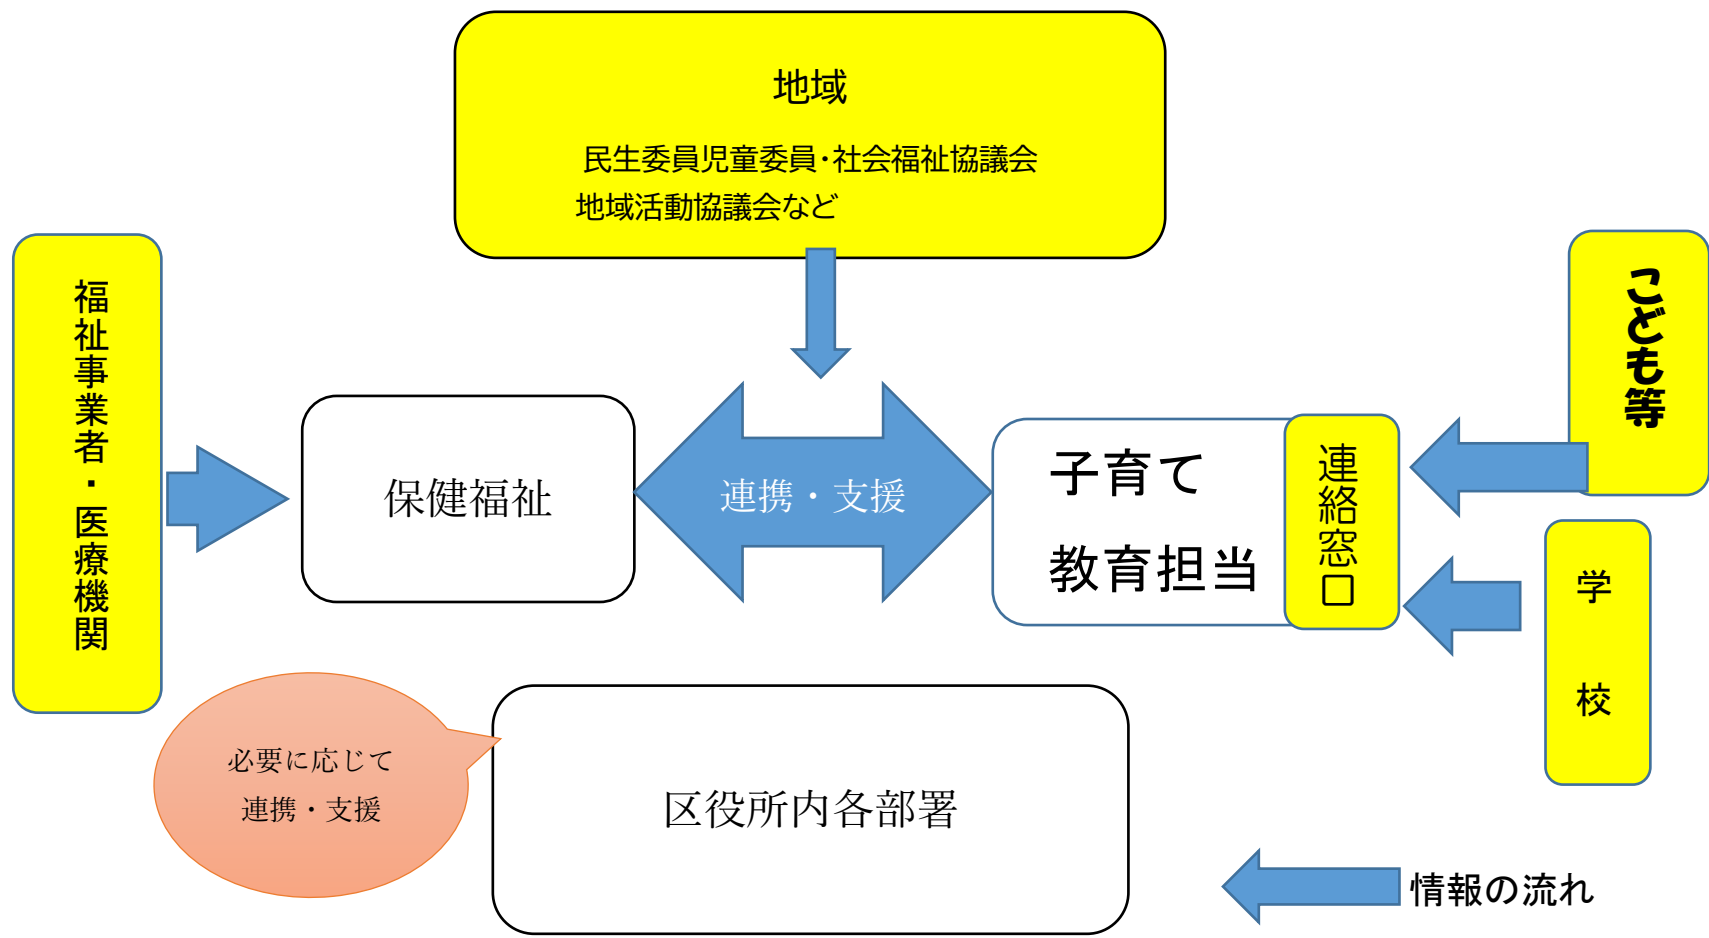 地域
民生委員児童委員・社会福祉協議会
地域活動協議会など
福祉事業者・医療機関
保健福祉
連携・支援
子育て
教育担当
連絡窓口
こども等
学校
必要に応じて
連携・支援
区役所内各部署
情報の流れ